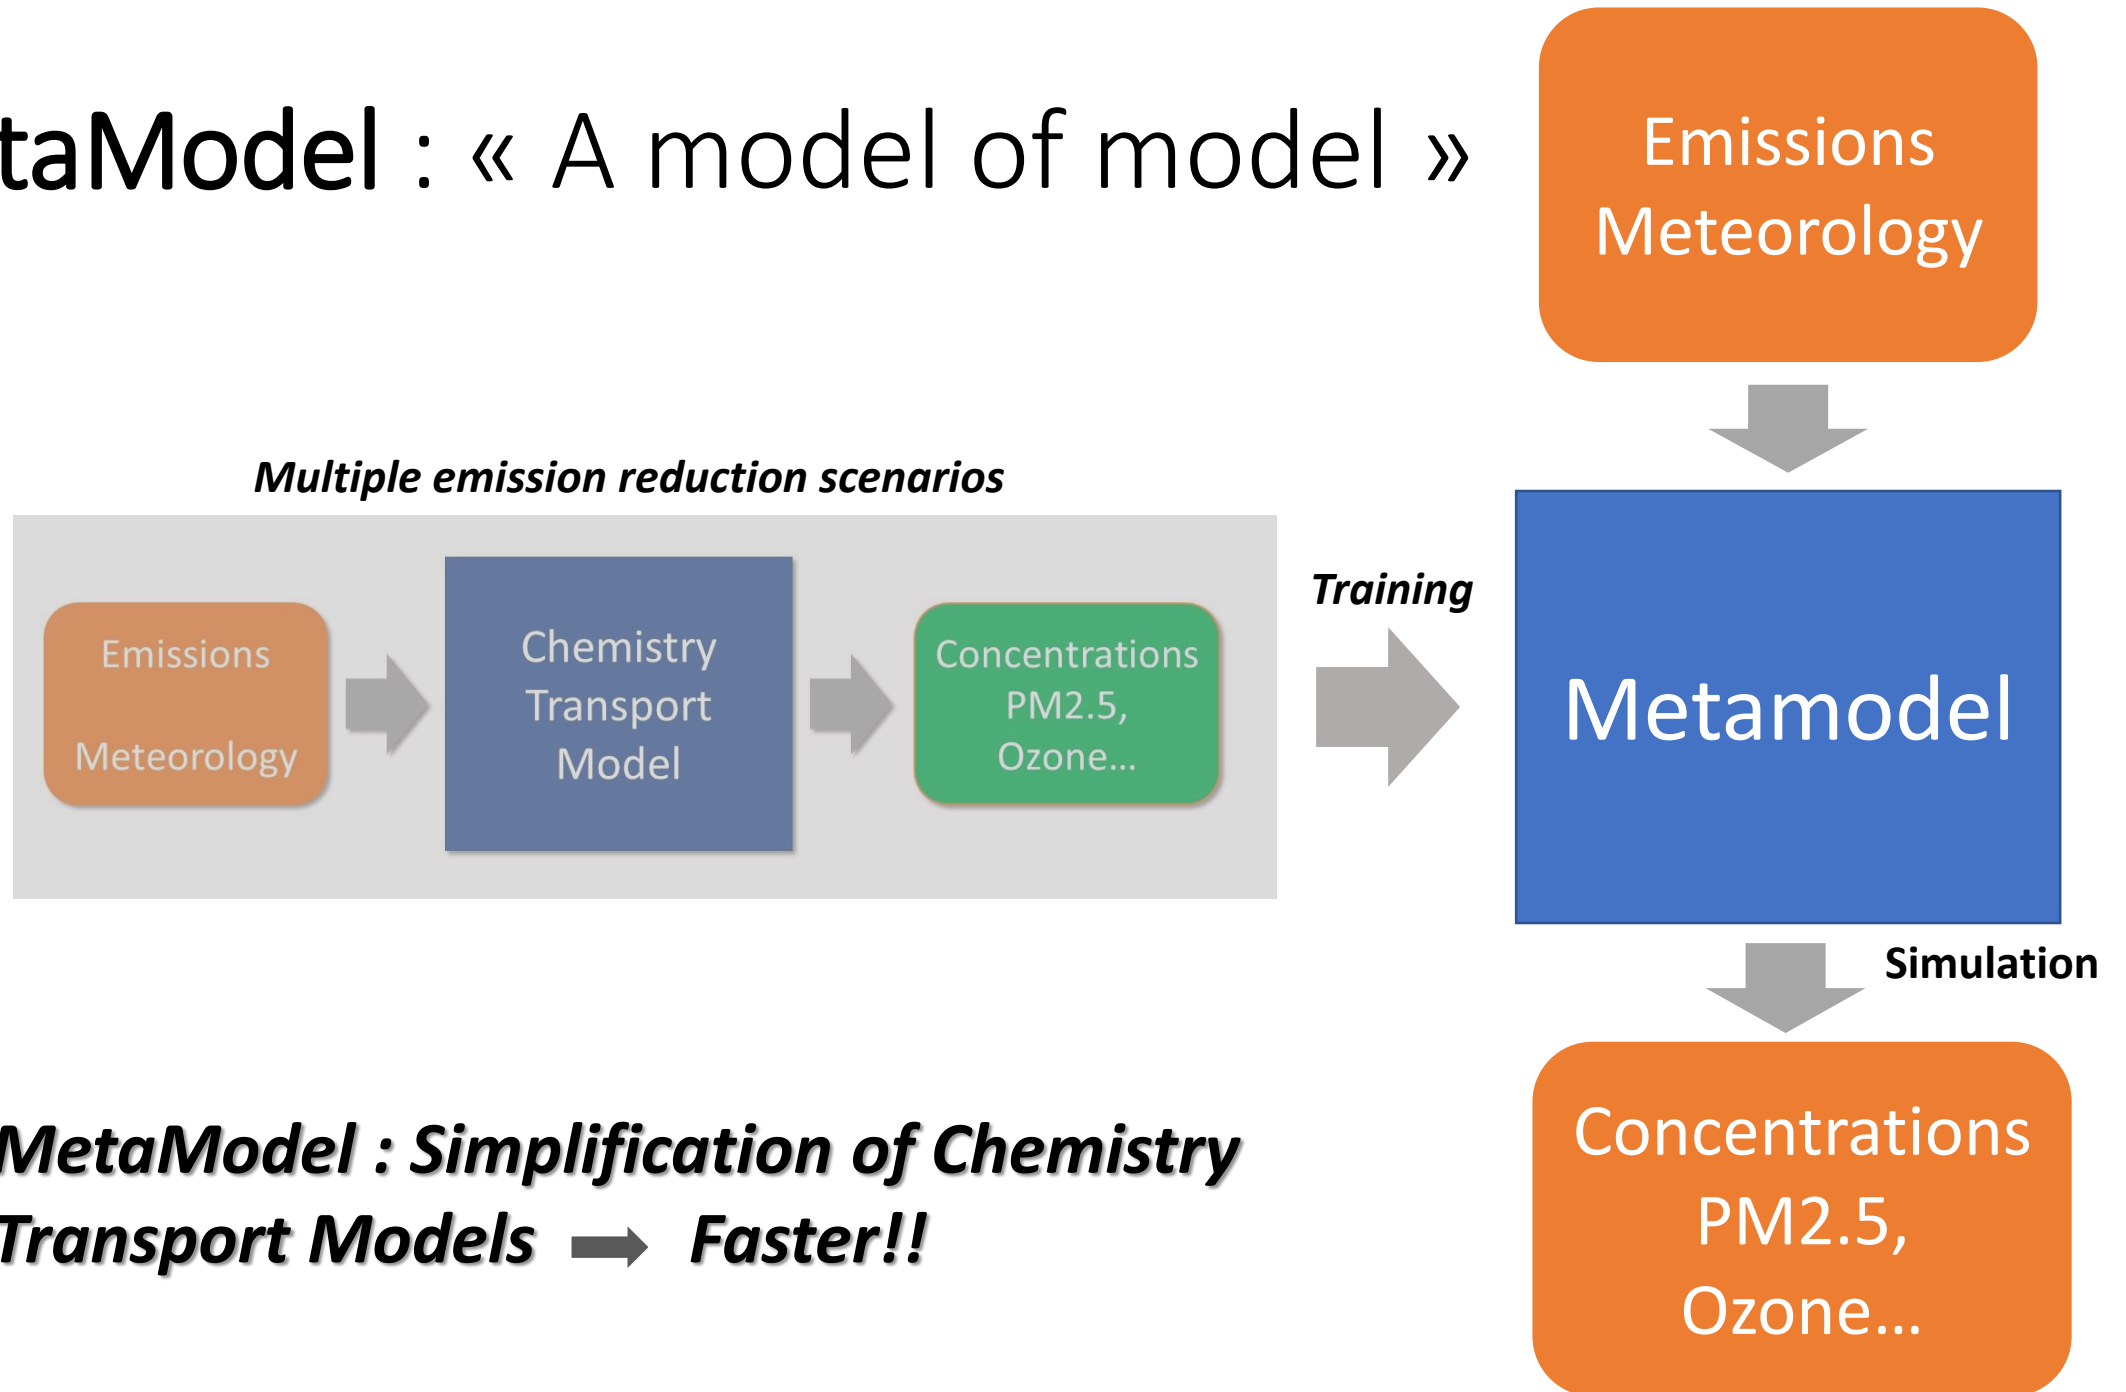 taModel : « A model of model »
Emissions
Meteorology
Multiple emission reduction scenarios
Emissions
Meteorology
Chemistry
Transport
Model
Concentrations
PM2.5,
Ozone...
Training
Metamodel
Simulation
MetaModel : Simplification of Chemistry
Transport Models Faster!!
Concentrations
PM2.5,
Ozone...